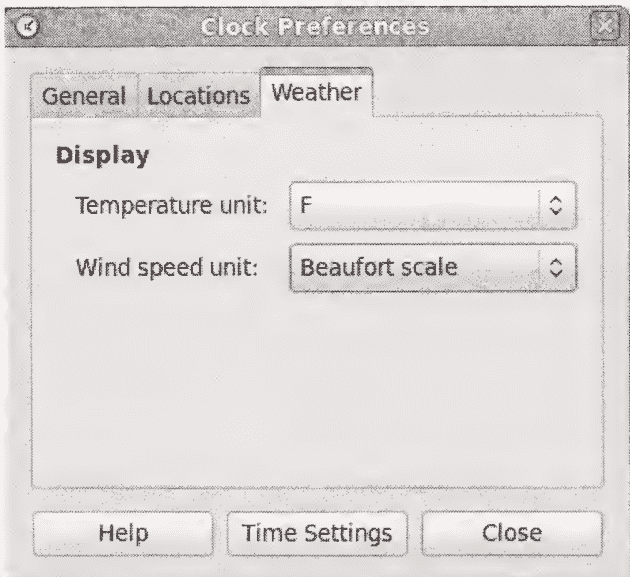 Clock Preferences
General Locations Weather
Display
Temperature unit: F
Wind speed unit: Beaufort scale
Help Time Settings Close